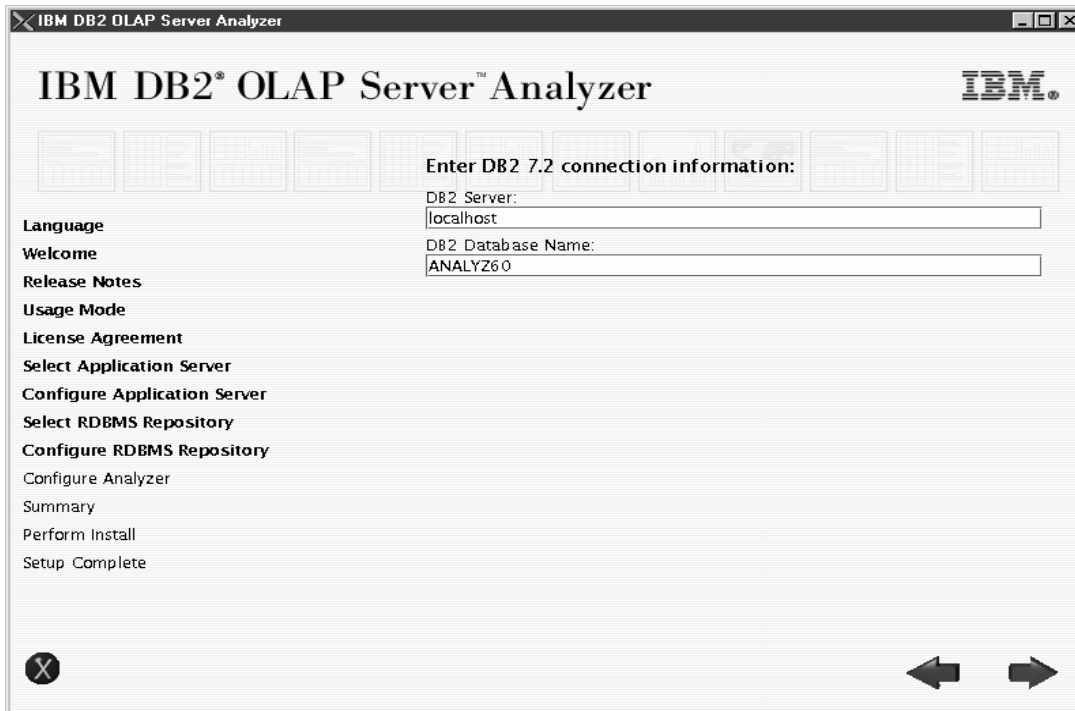 IBM DB2 OLAP Server Analyzer
IBM DB2® OLAP Server™ Analyzer
IBM®
Enter DB2 7.2 connection information:
DB2 Server:
localhost
DB2 Database Name:
ANALYZ60
Language
Welcome
Release Notes
Usage Mode
License Agreement
Select Application Server
Configure Application Server
Select RDBMS Repository
Configure RDBMS Repository
Configure Analyzer
Summary
Perform Install
Setup Complete
X